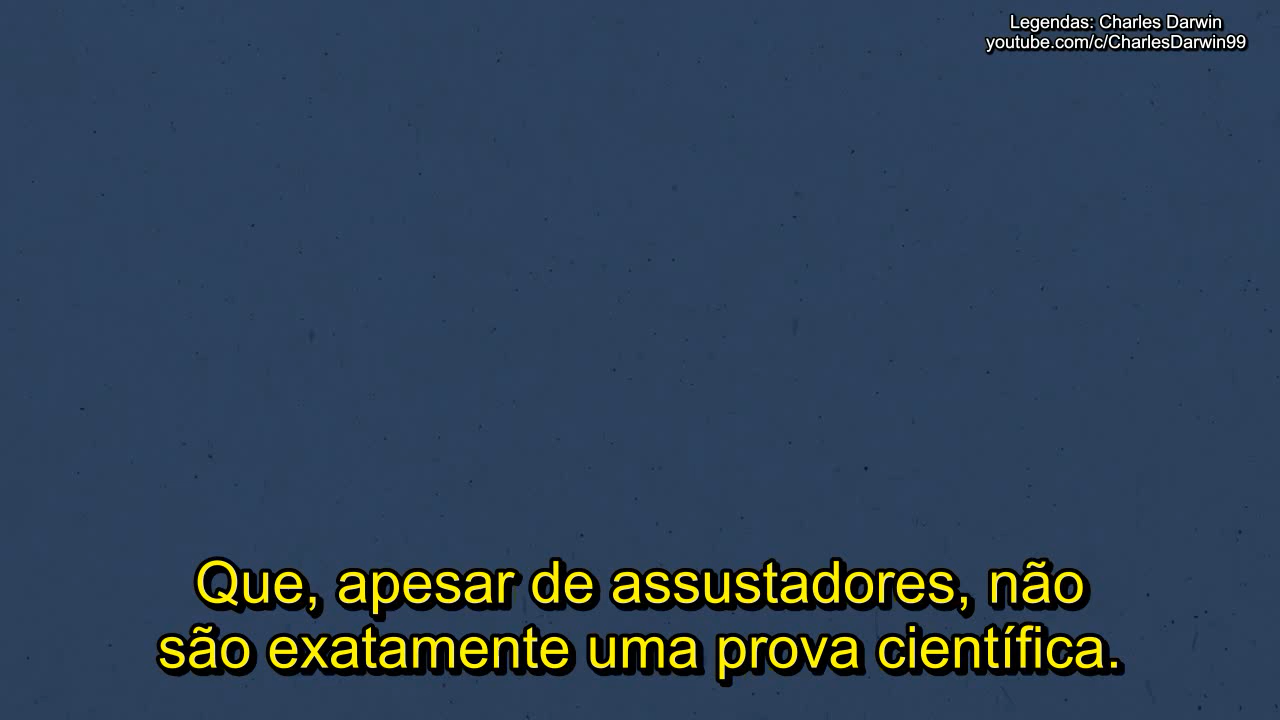 Legendas: Charles Darwin
youtube.com/c/CharlesDarwin99
Que, apesar de assustadores, não
são exatamente uma prova científica.